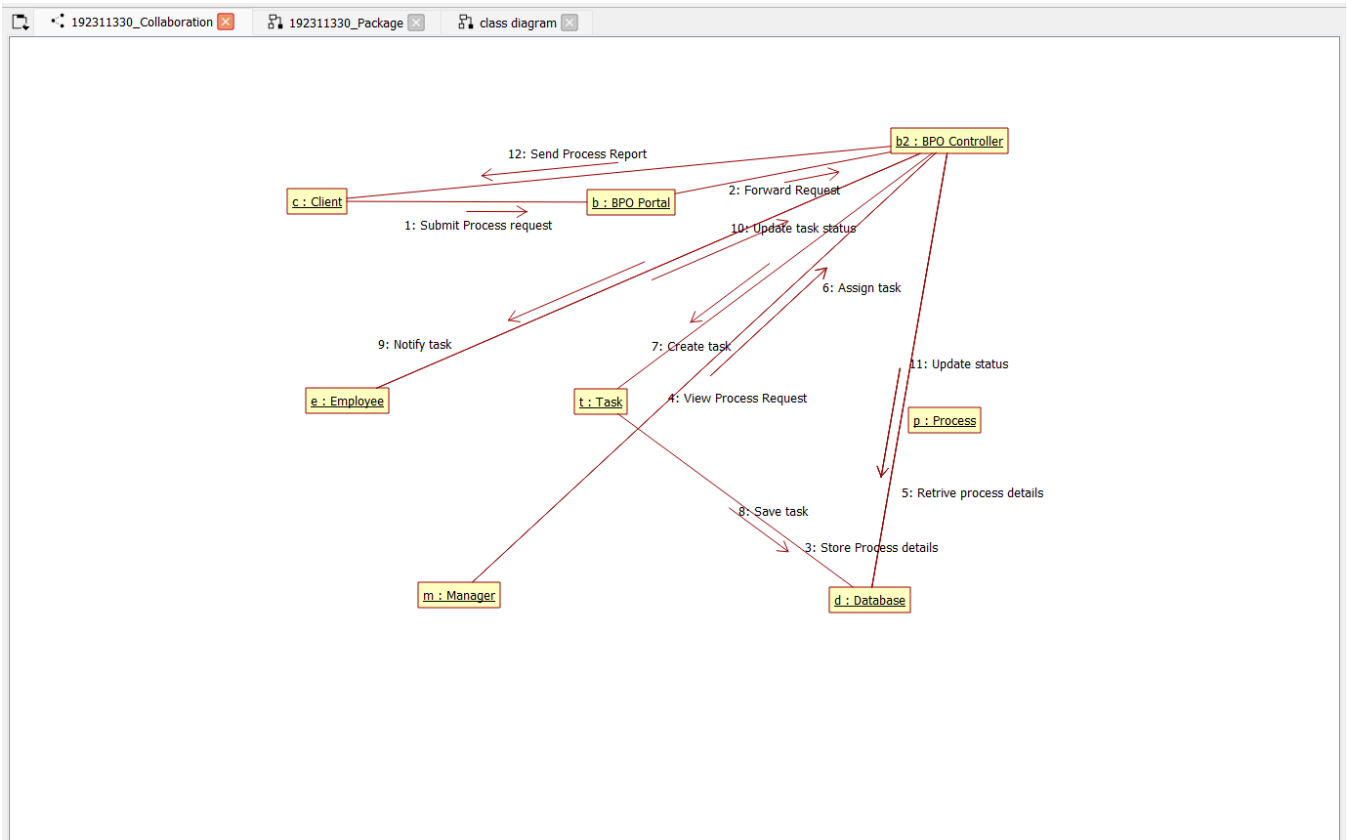 192311330_Collaboration
192311330_Package
class diagram
b2 : BPO Controller
12: Send Process Report
c : Client
b : BPO Portal
2: Forward Request
1: Submit Process request
10: Update task status
6: Assign task
9: Notify task
7: Create task
11: Update status
e : Employee
t : Task
4: View Process Request
p : Process
5: Retrive process details
8: Save task
3: Store Process details
m : Manager
d : Database